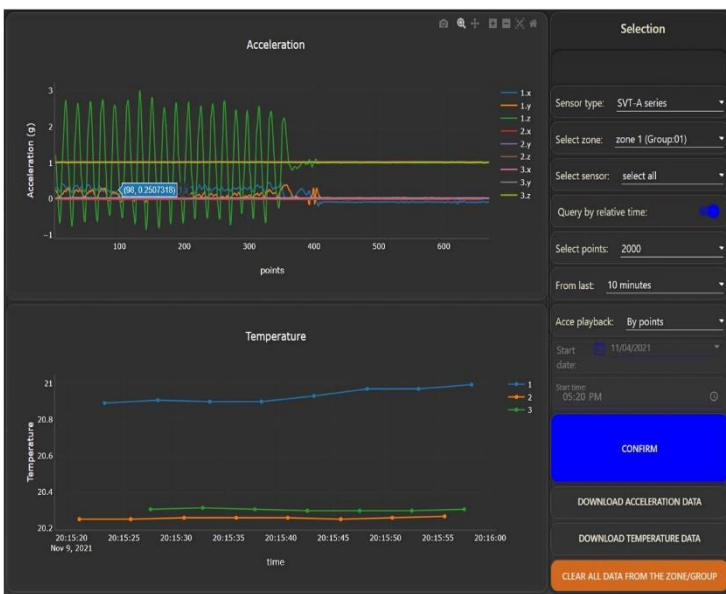 Acceleration
3
2
1
0
−1
Acceleration (g)
(98, 0.2507318)
100
200
300
400
500
600
points
1.x
1.y
1.z
2.x
2.y
2.z
3.x
3.y
3.z
Temperature
21
20.8
20.6
20.4
20.2
Temperature
20:15:20
Nov 9, 2021
20:15:25
20:15:30
20:15:35
20:15:40
20:15:45
20:15:50
20:15:55
20:16:00
time
1
2
3
Selection
Sensor type: SVT-A series
Select zone: zone 1 (Group:01)
Select sensor: select all
Query by relative time:
Select points: 2000
From last: 10 minutes
Acce playback: By points
Start date: 11/04/2021
Start time:
05:20 PM
CONFIRM
DOWNLOAD ACCELERATION DATA
DOWNLOAD TEMPERATURE DATA
CLEAR ALL DATA FROM THE ZONE/GROUP